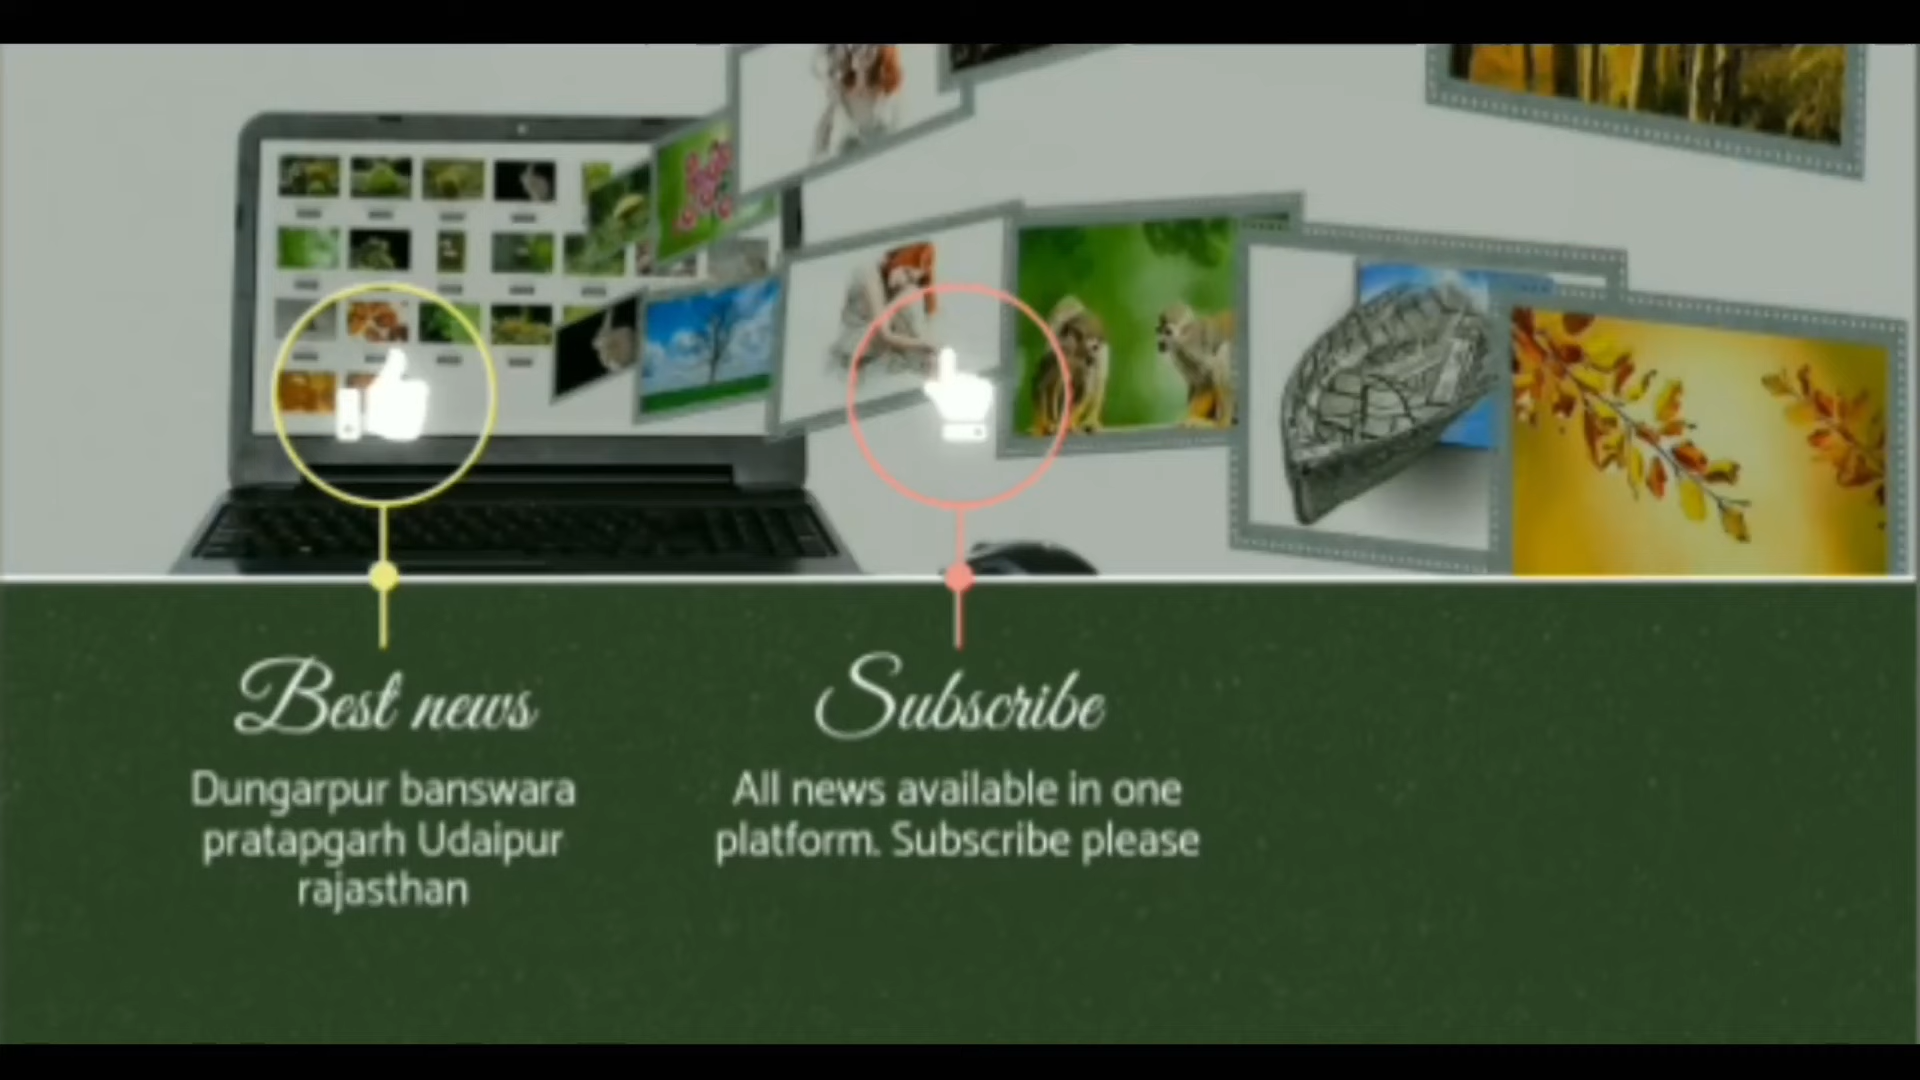 Best news
Dungarpur banswara
pratapgarh Udaipur
rajasthan
Subscribe
All news available in one
platform. Subscribe please